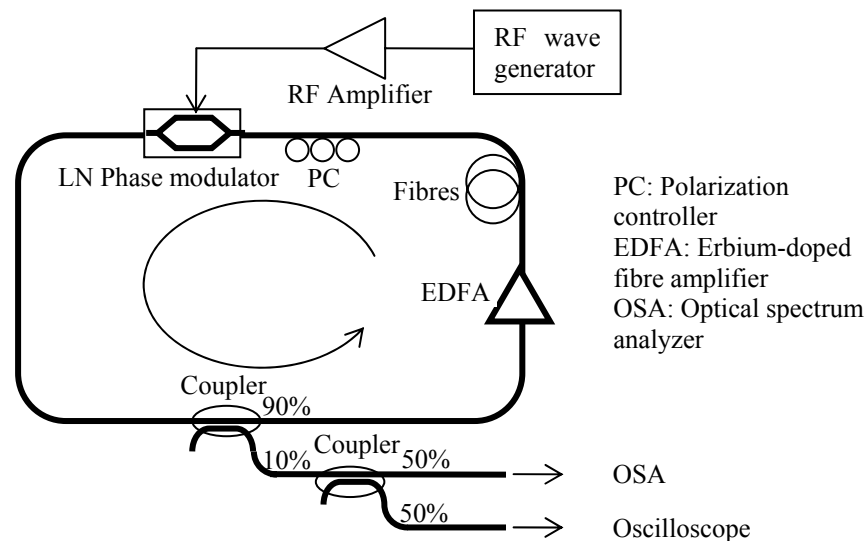 RF wave
generator
RF Amplifier
LN Phase modulator
PC
Fibres
EDFA
PC: Polarization
controller
EDFA: Erbium-doped
fibre amplifier
OSA: Optical spectrum
analyzer
Coupler
90%
Coupler
10%
50%
OSA
50%
Oscilloscope